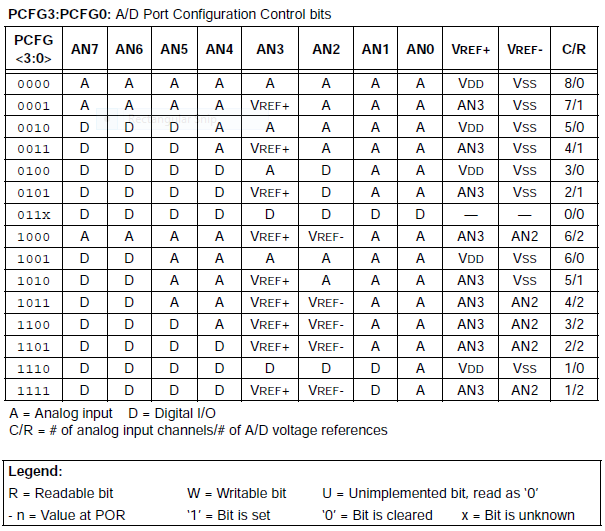 PCFG3:PCFG0: A/D Port Configuration Control bits
PCFG <3:0> AN7 AN6 AN5 AN4 AN3 AN2 AN1 AN0 VREF+ VREF- C/R
0000 A A A A A A A A VDD VSS 8/0
0001 A A A A VREF+ A A A AN3 VSS 7/1
0010 D D D A A A A A VDD VSS 5/0
0011 D D D A VREF+ A A A AN3 VSS 4/1
0100 D D D D A D A A VDD VSS 3/0
0101 D D D D VREF+ D A A AN3 VSS 2/1
011x D D D D D D D D — — 0/0
1000 A A A A VREF+ VREF- A A AN3 AN2 6/2
1001 D D A A A A A A VDD VSS 6/0
1010 D D A A VREF+ A A A AN3 VSS 5/1
1011 D D A A VREF+ VREF- A A AN3 AN2 4/2
1100 D D D A VREF+ VREF- A A AN3 AN2 3/2
1101 D D D D VREF+ VREF- A A AN3 AN2 2/2
1110 D D D D D D D A VDD VSS 1/0
1111 D D D D VREF+ VREF- D A AN3 AN2 1/2
A = Analog input D = Digital I/O
C/R = # of analog input channels/# of A/D voltage references
Legend:
R = Readable bit W = Writable bit U = Unimplemented bit, read as ‘0’
- n = Value at POR ‘1’ = Bit is set ‘0’ = Bit is cleared x = Bit is unknown